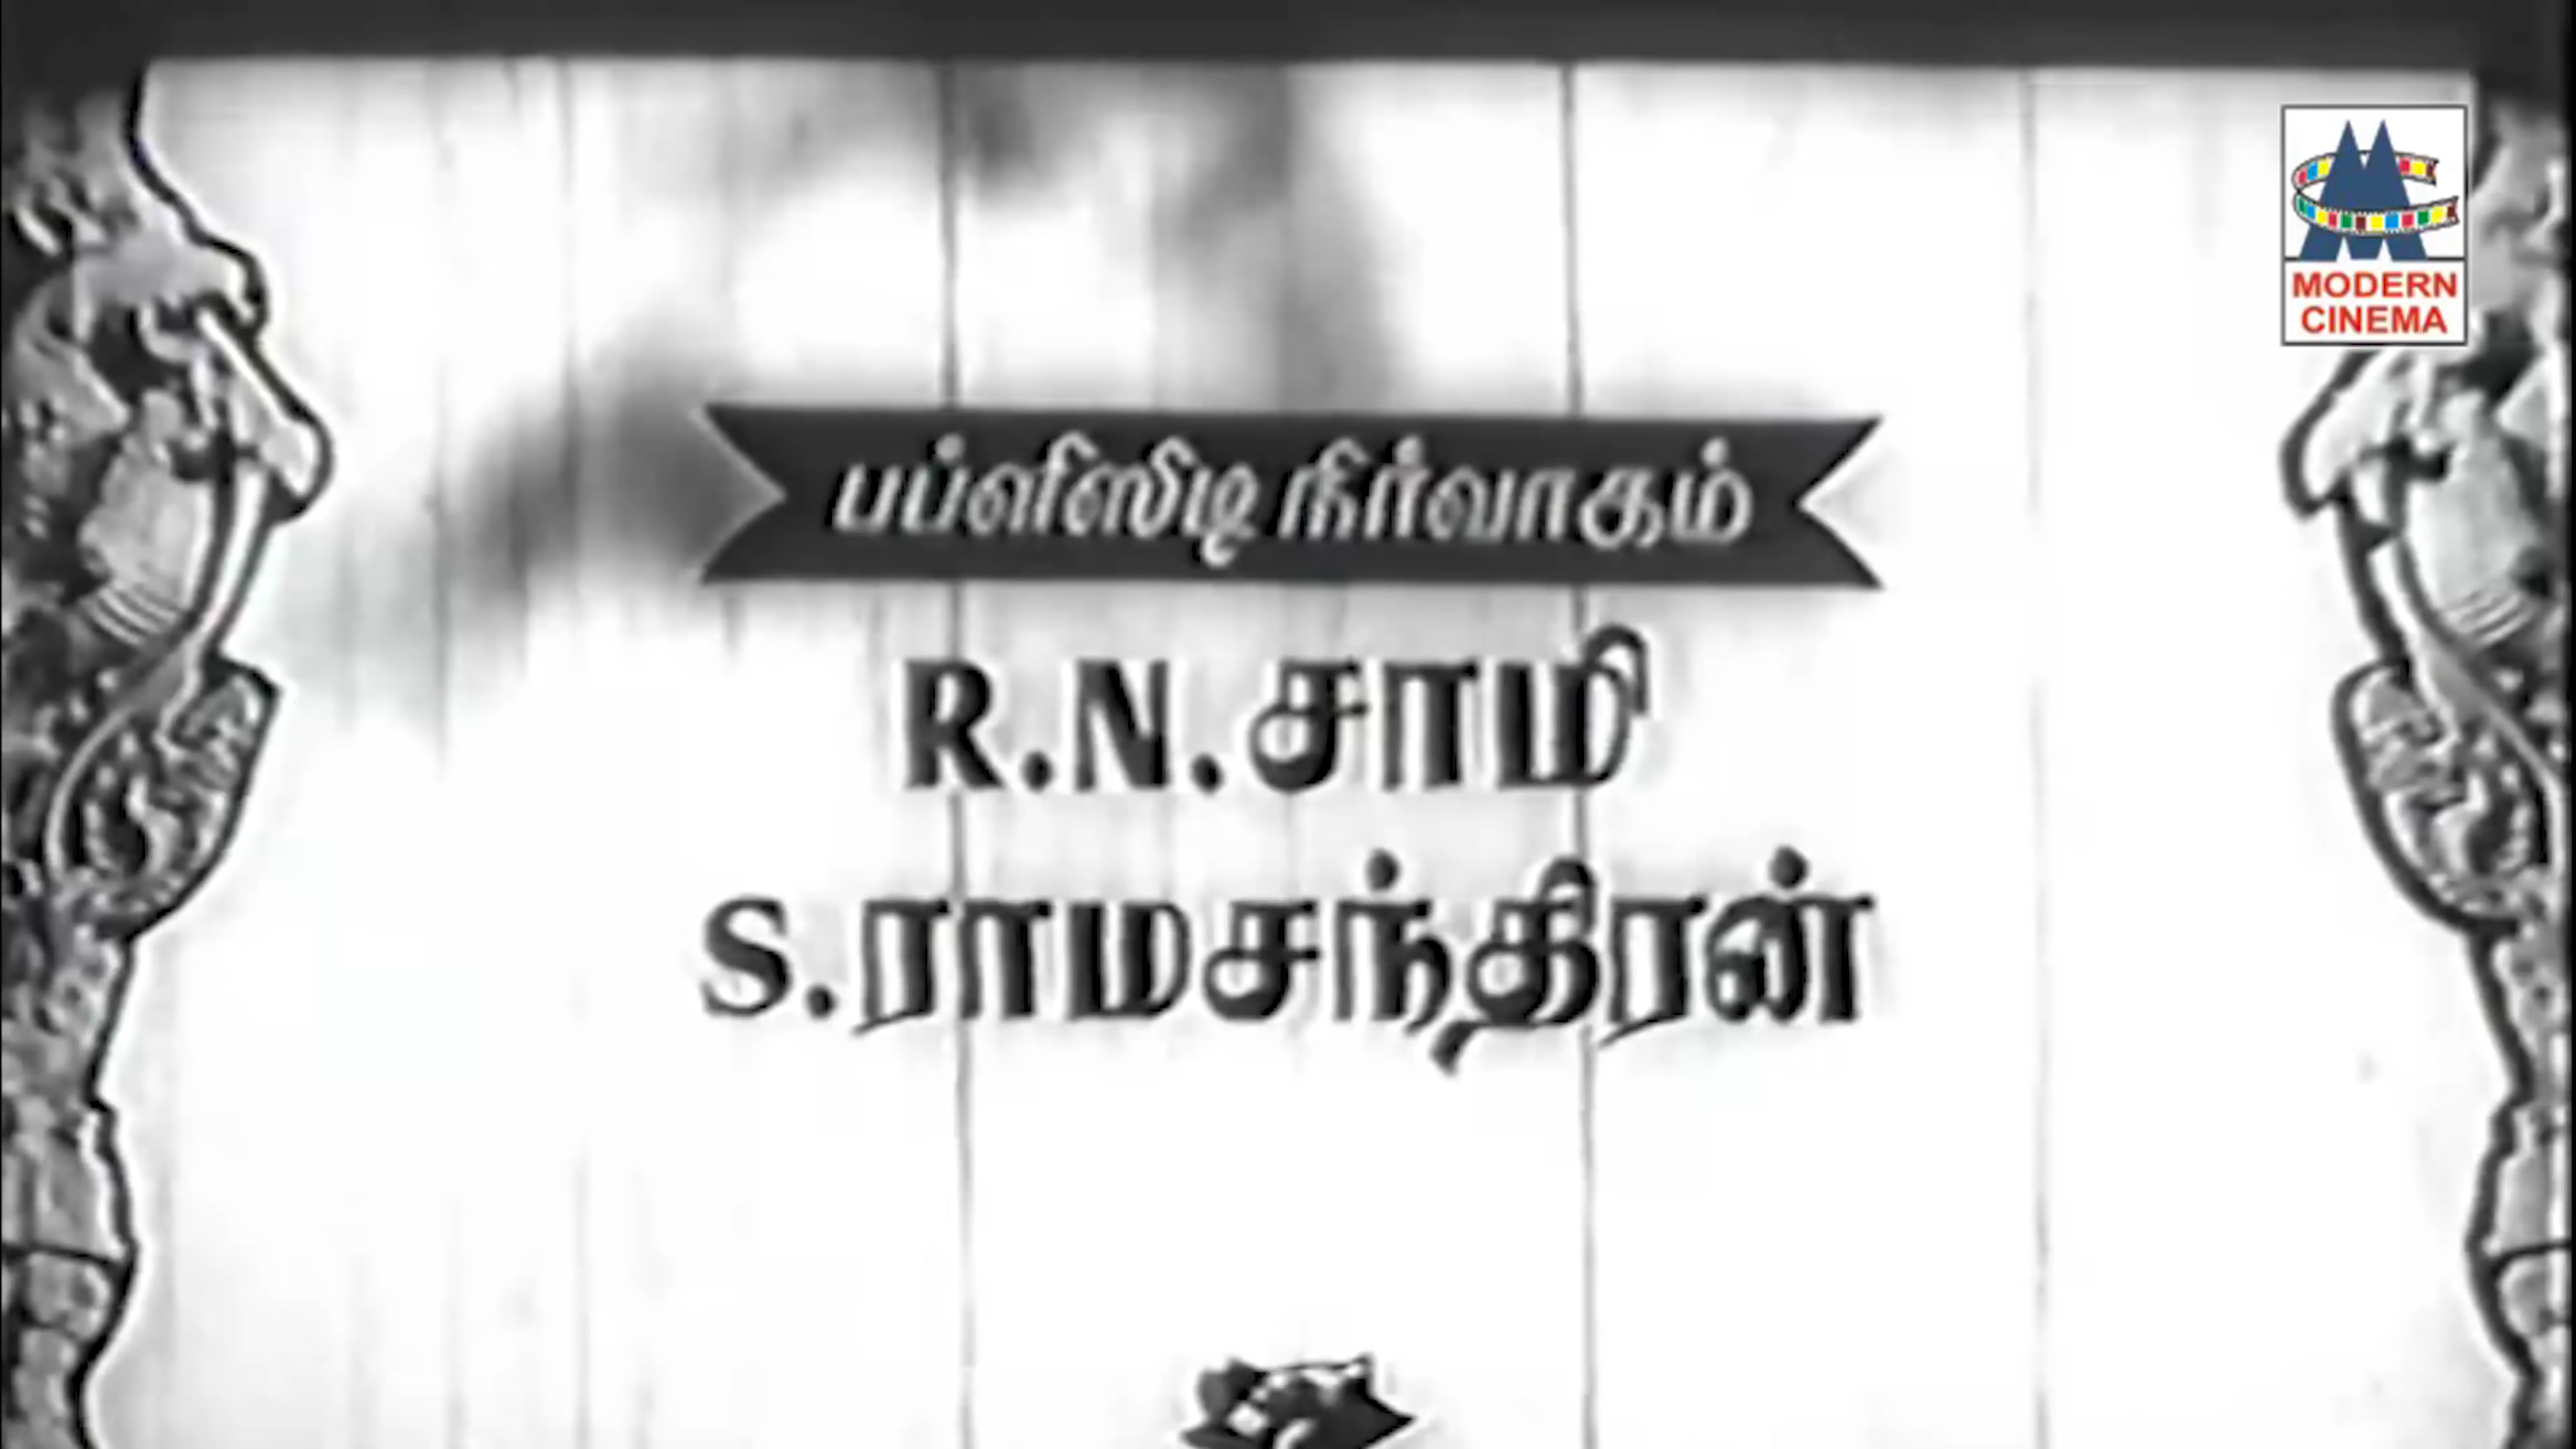 MODERN
CINEMA
பப்ளிஸிடி நிர்வாகம்
R.N. சாமி
S. ராமசந்திரன்